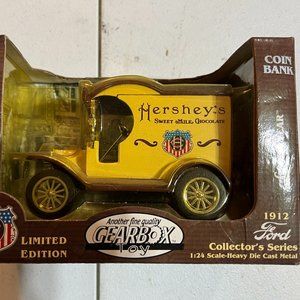 COIN
BANK
Hershey's
SWEET MILK CHOCOLATE
LIMITED
EDITION
Another fine quality
GEARBOX
Toy
1912
Ford
Collector's Series
1:24 Scale-Heavy Die Cast Metal